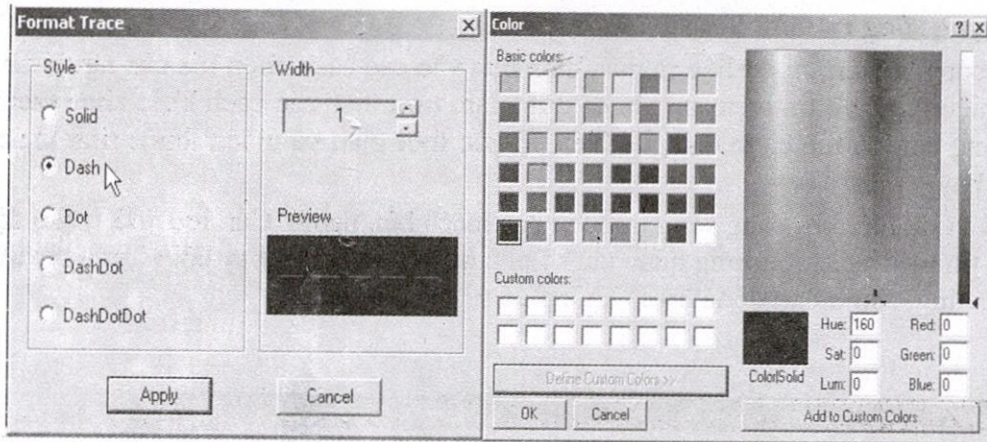 Format Trace
Style
Solid
Dash
Dot
DashDot
DashDotDot
Width
1
Preview
Apply
Cancel
Color
Basic colors:
Custom colors:
Define Custom Colors >>
OK
Cancel
Hue: 160
Sat: 0
Lum: 0
Red: 0
Green: 0
Blue: 0
Color|Solid
Add to Custom Colors